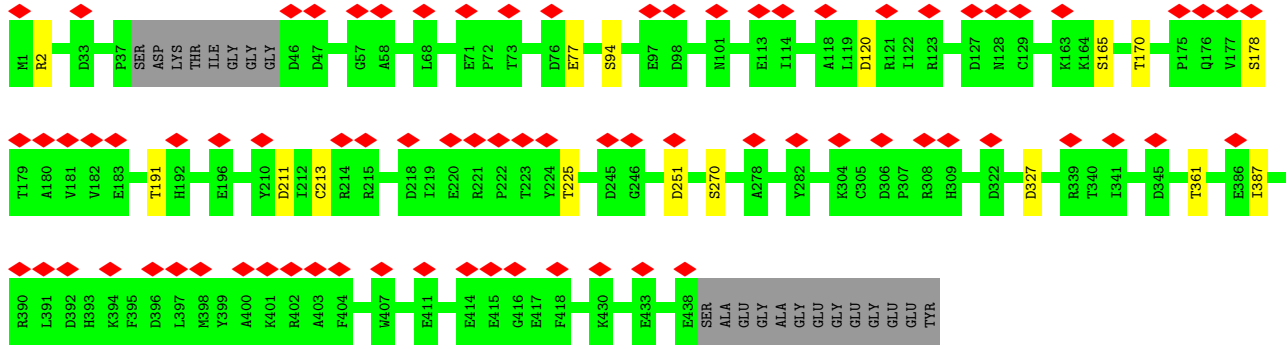 M1 R2 D33 P37 SER ASP LYS THR ILE GLY GLY GLY D46 D47 G57 A58 L68 E71 P72 T73 D76 E77 S94 E97 D98 N101 E113 I114 A118 L119 D120 R121 I122 R123 D127 N128 C129 K163 K164 S165 T170 P175 Q176 V177 S178
T179 A180 V181 V182 E183 T191 H192 E196 Y210 D211 I212 C213 R214 R215 D218 I219 E220 R221 P222 T223 Y224 T225 D245 G246 D251 S270 A278 Y282 K304 C305 D306 P307 R308 H309 D322 D327 R339 T340 I341 D345 T361 E386 I387
R390 L391 D392 H393 K394 F395 D396 L397 M398 Y399 A400 K401 R402 A403 F404 W407 E411 E414 E415 G416 E417 F418 K430 E433 E438 SER ALA GLU GLY ALA GLY GLU GLY GLU GLY GLU GLU TYR